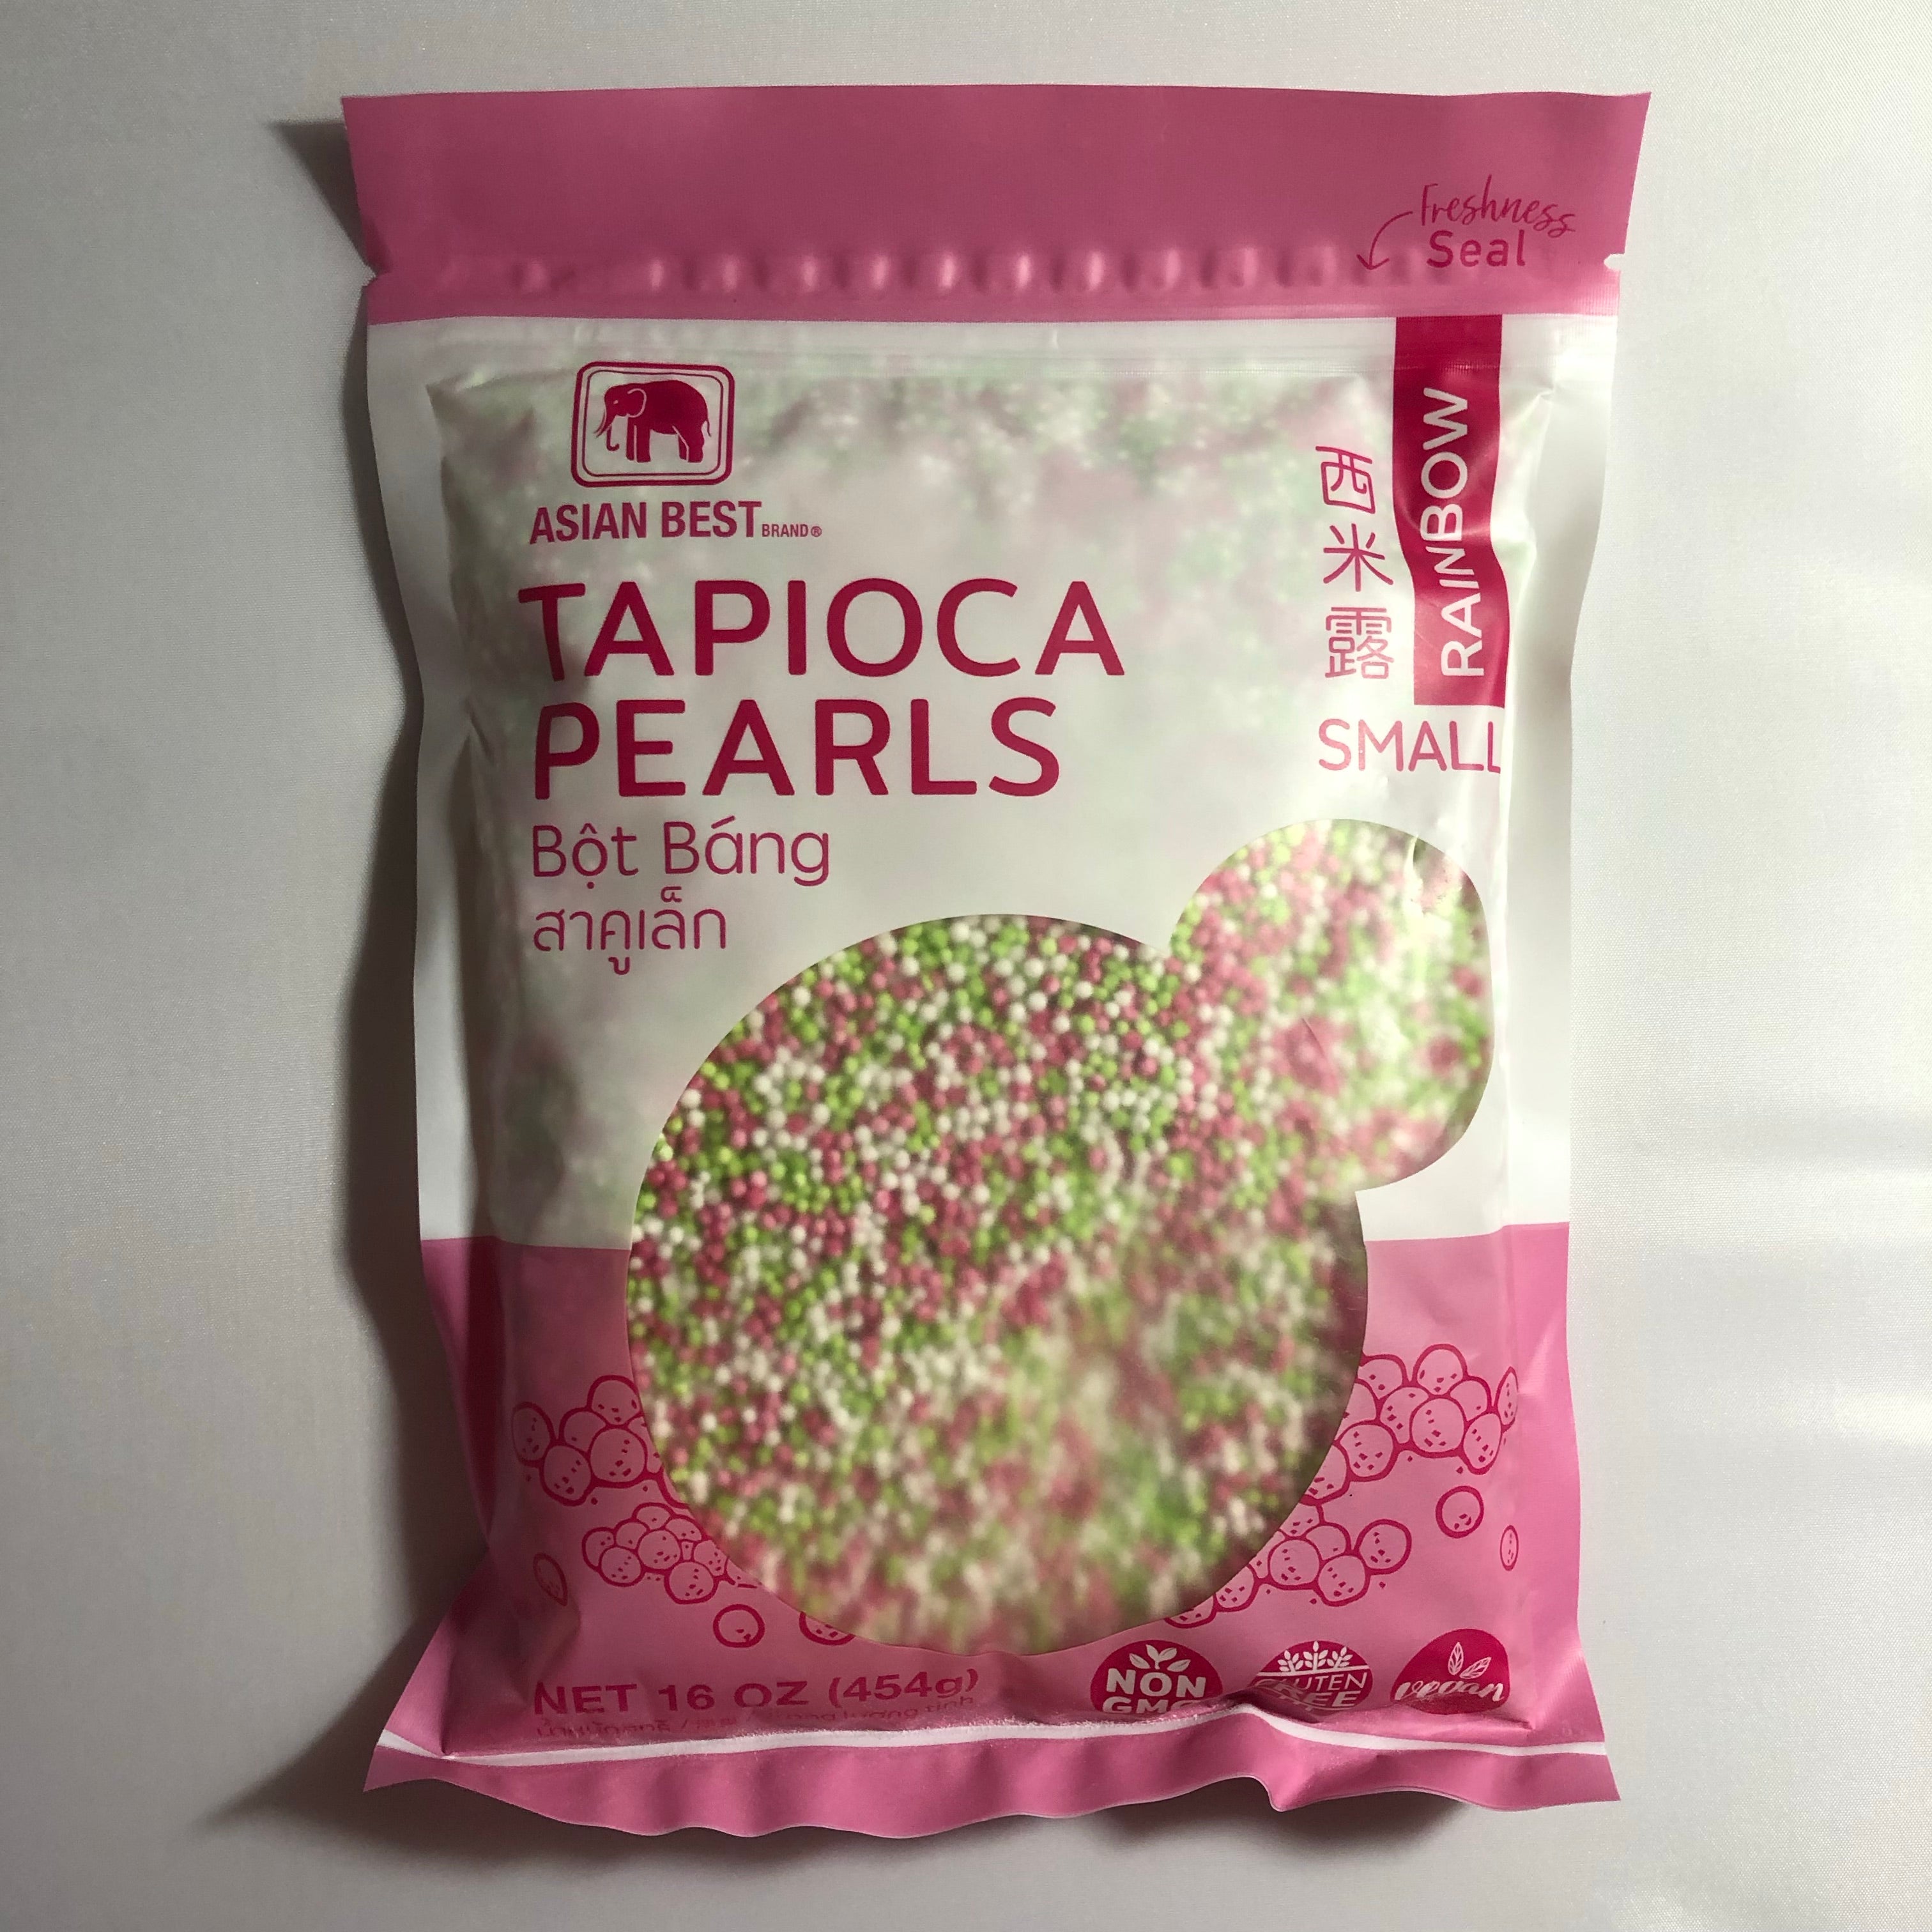 Freshness
Seal
ASIAN BEST BRAND®
TAPIOCA
PEARLS
Bột Báng
สาคูเล็ก
西米露
RAINBOW
SMALL
NET 16 OZ (454g)
NON
GMO
GLUTEN
FREE
vegan